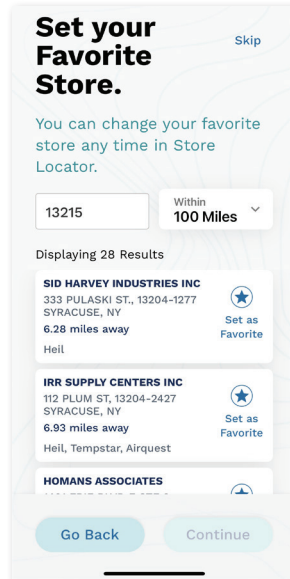 Set your
Skip
Favorite
Store.
You can change your favorite
store any time in Store
Locator.
13215
Within
100 Miles
Displaying 28 Results
SID HARVEY INDUSTRIES INC
333 PULASKI ST., 13204-1277
SYRACUSE, NY
6.28 miles away
Heil
Set as
Favorite
IRR SUPPLY CENTERS INC
112 PLUM ST, 13204-2427
SYRACUSE, NY
6.93 miles away
Heil, Tempstar, Airquest
Set as
Favorite
HOMANS ASSOCIATES
Go Back
Continue